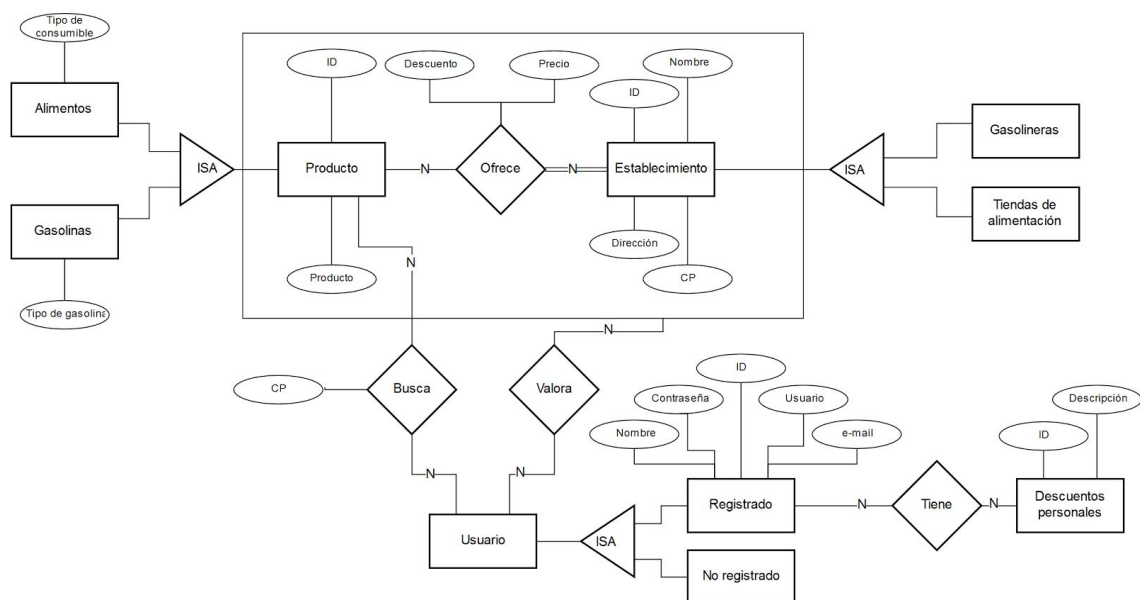 Tipo de
consumible
Alimentos
ISA
Gasolinas
Tipo de gasolina
ID
Producto
Producto
N
Descuento
Precio
Ofrece
N
Nombre
ID
Establecimiento
Dirección
CP
ISA
Gasolineras
Tiendas de
alimentación
N
N
CP
Busca
Valora
N
N
Usuario
ISA
ID
Contraseña
Usuario
Nombre
e-mail
Registrado
No registrado
N
Tiene
N
Descripción
ID
Descuentos
personales